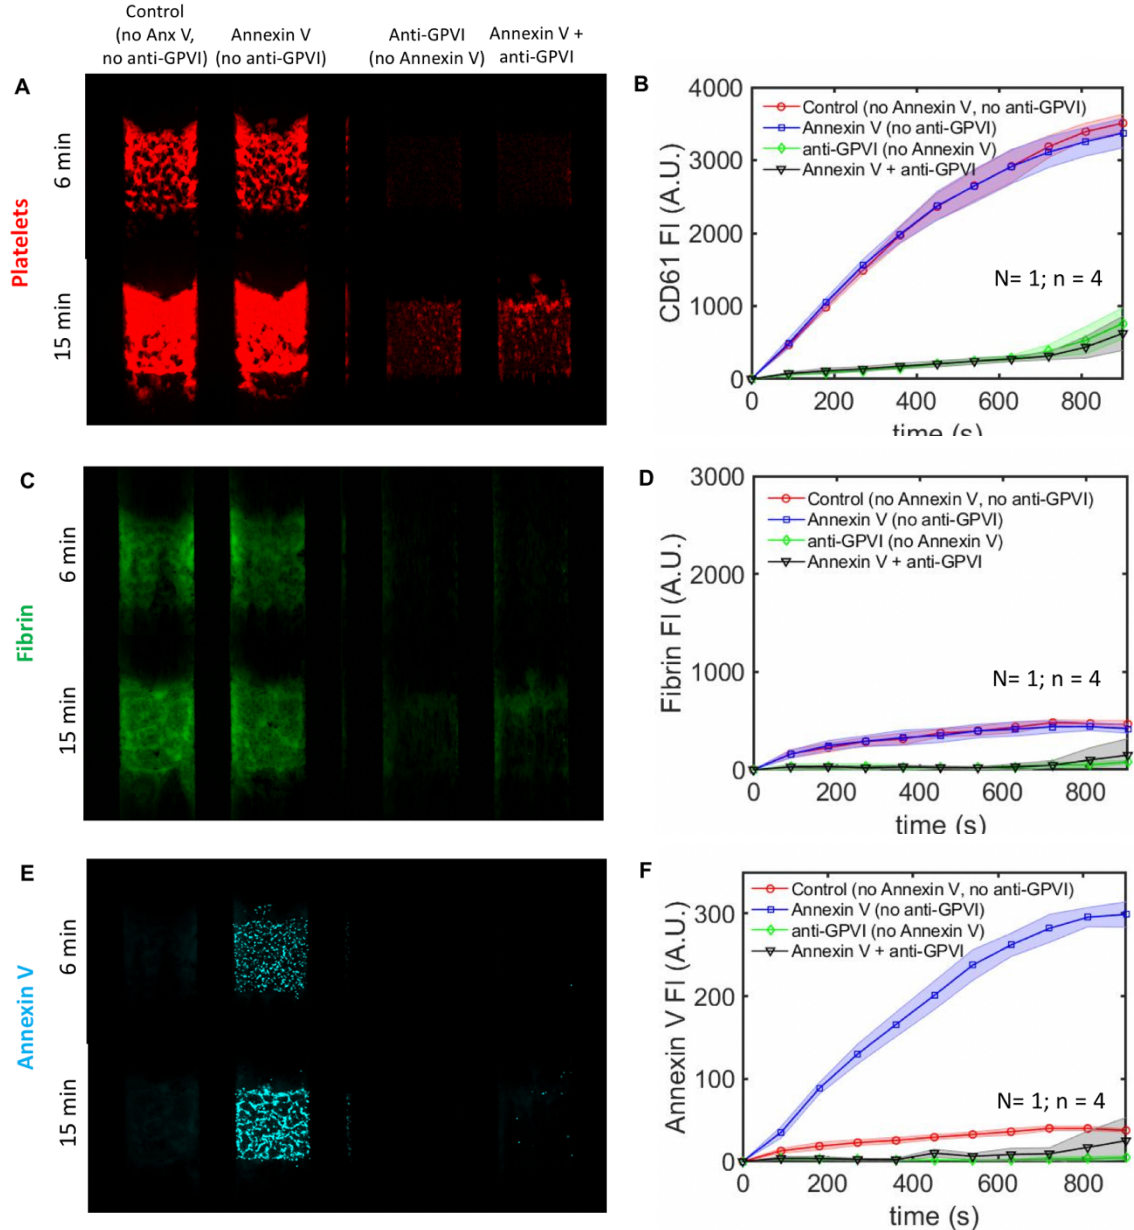 Control
(no Anx V,
no anti-GPVI)
Annexin V
(no anti-GPVI)
Anti-GPVI
(no Annexin V)
Annexin V +
anti-GPVI
A
Platelets
6 min
15 min
B
CD61 FI (A.U.)
4000
3000
2000
1000
0
Control (no Annexin V, no anti-GPVI)
Annexin V (no anti-GPVI)
anti-GPVI (no Annexin V)
Annexin V + anti-GPVI
N= 1; n = 4
0 200 400 600 800
time (s)
C
Fibrin
6 min
15 min
D
Fibrin FI (A.U.)
3000
2000
1000
0
Control (no Annexin V, no anti-GPVI)
Annexin V (no anti-GPVI)
anti-GPVI (no Annexin V)
Annexin V + anti-GPVI
N= 1; n = 4
0 200 400 600 800
time (s)
E
Annexin V
6 min
15 min
F
Annexin V FI (A.U.)
300
200
100
0
Control (no Annexin V, no anti-GPVI)
Annexin V (no anti-GPVI)
anti-GPVI (no Annexin V)
Annexin V + anti-GPVI
N= 1; n = 4
0 200 400 600 800
time (s)